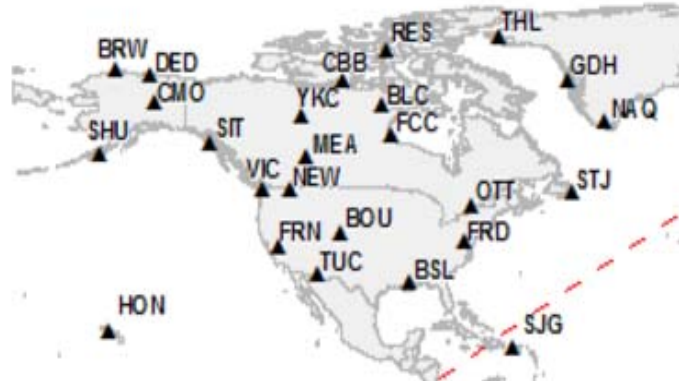 THL
RES
BRW
DED
CBB
GDH
CMO
YKC
BLC
NAQ
FCC
SHU
SIT
MEA
VIC
NEW
STJ
OTT
BOU
FRN
FRD
TUC
BSL
HON
SJG